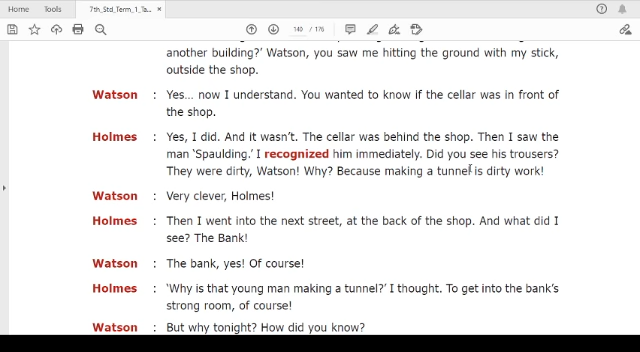 Home Tools 7th_Std_Term_1_Ta... ×
140 / 176
another building?' Watson, you saw me hitting the ground with my stick,
outside the shop.
Watson : Yes... now I understand. You wanted to know if the cellar was in front of
the shop.
Holmes : Yes, I did. And it wasn't. The cellar was behind the shop. Then I saw the
man 'Spaulding.' I recognized him immediately. Did you see his trousers?
They were dirty, Watson! Why? Because making a tunnel is dirty work!
Watson : Very clever, Holmes!
Holmes : Then I went into the next street, at the back of the shop. And what did I
see? The Bank!
Watson : The bank, yes! Of course!
Holmes : 'Why is that young man making a tunnel?' I thought. To get into the bank's
strong room, of course!
Watson : But why tonight? How did you know?